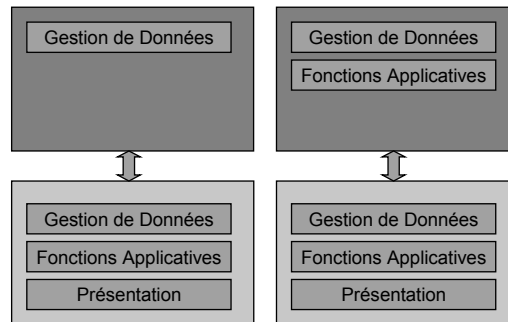 Gestion de Données
Gestion de Données
Fonctions Applicatives
Gestion de Données
Fonctions Applicatives
Présentation
Gestion de Données
Fonctions Applicatives
Présentation